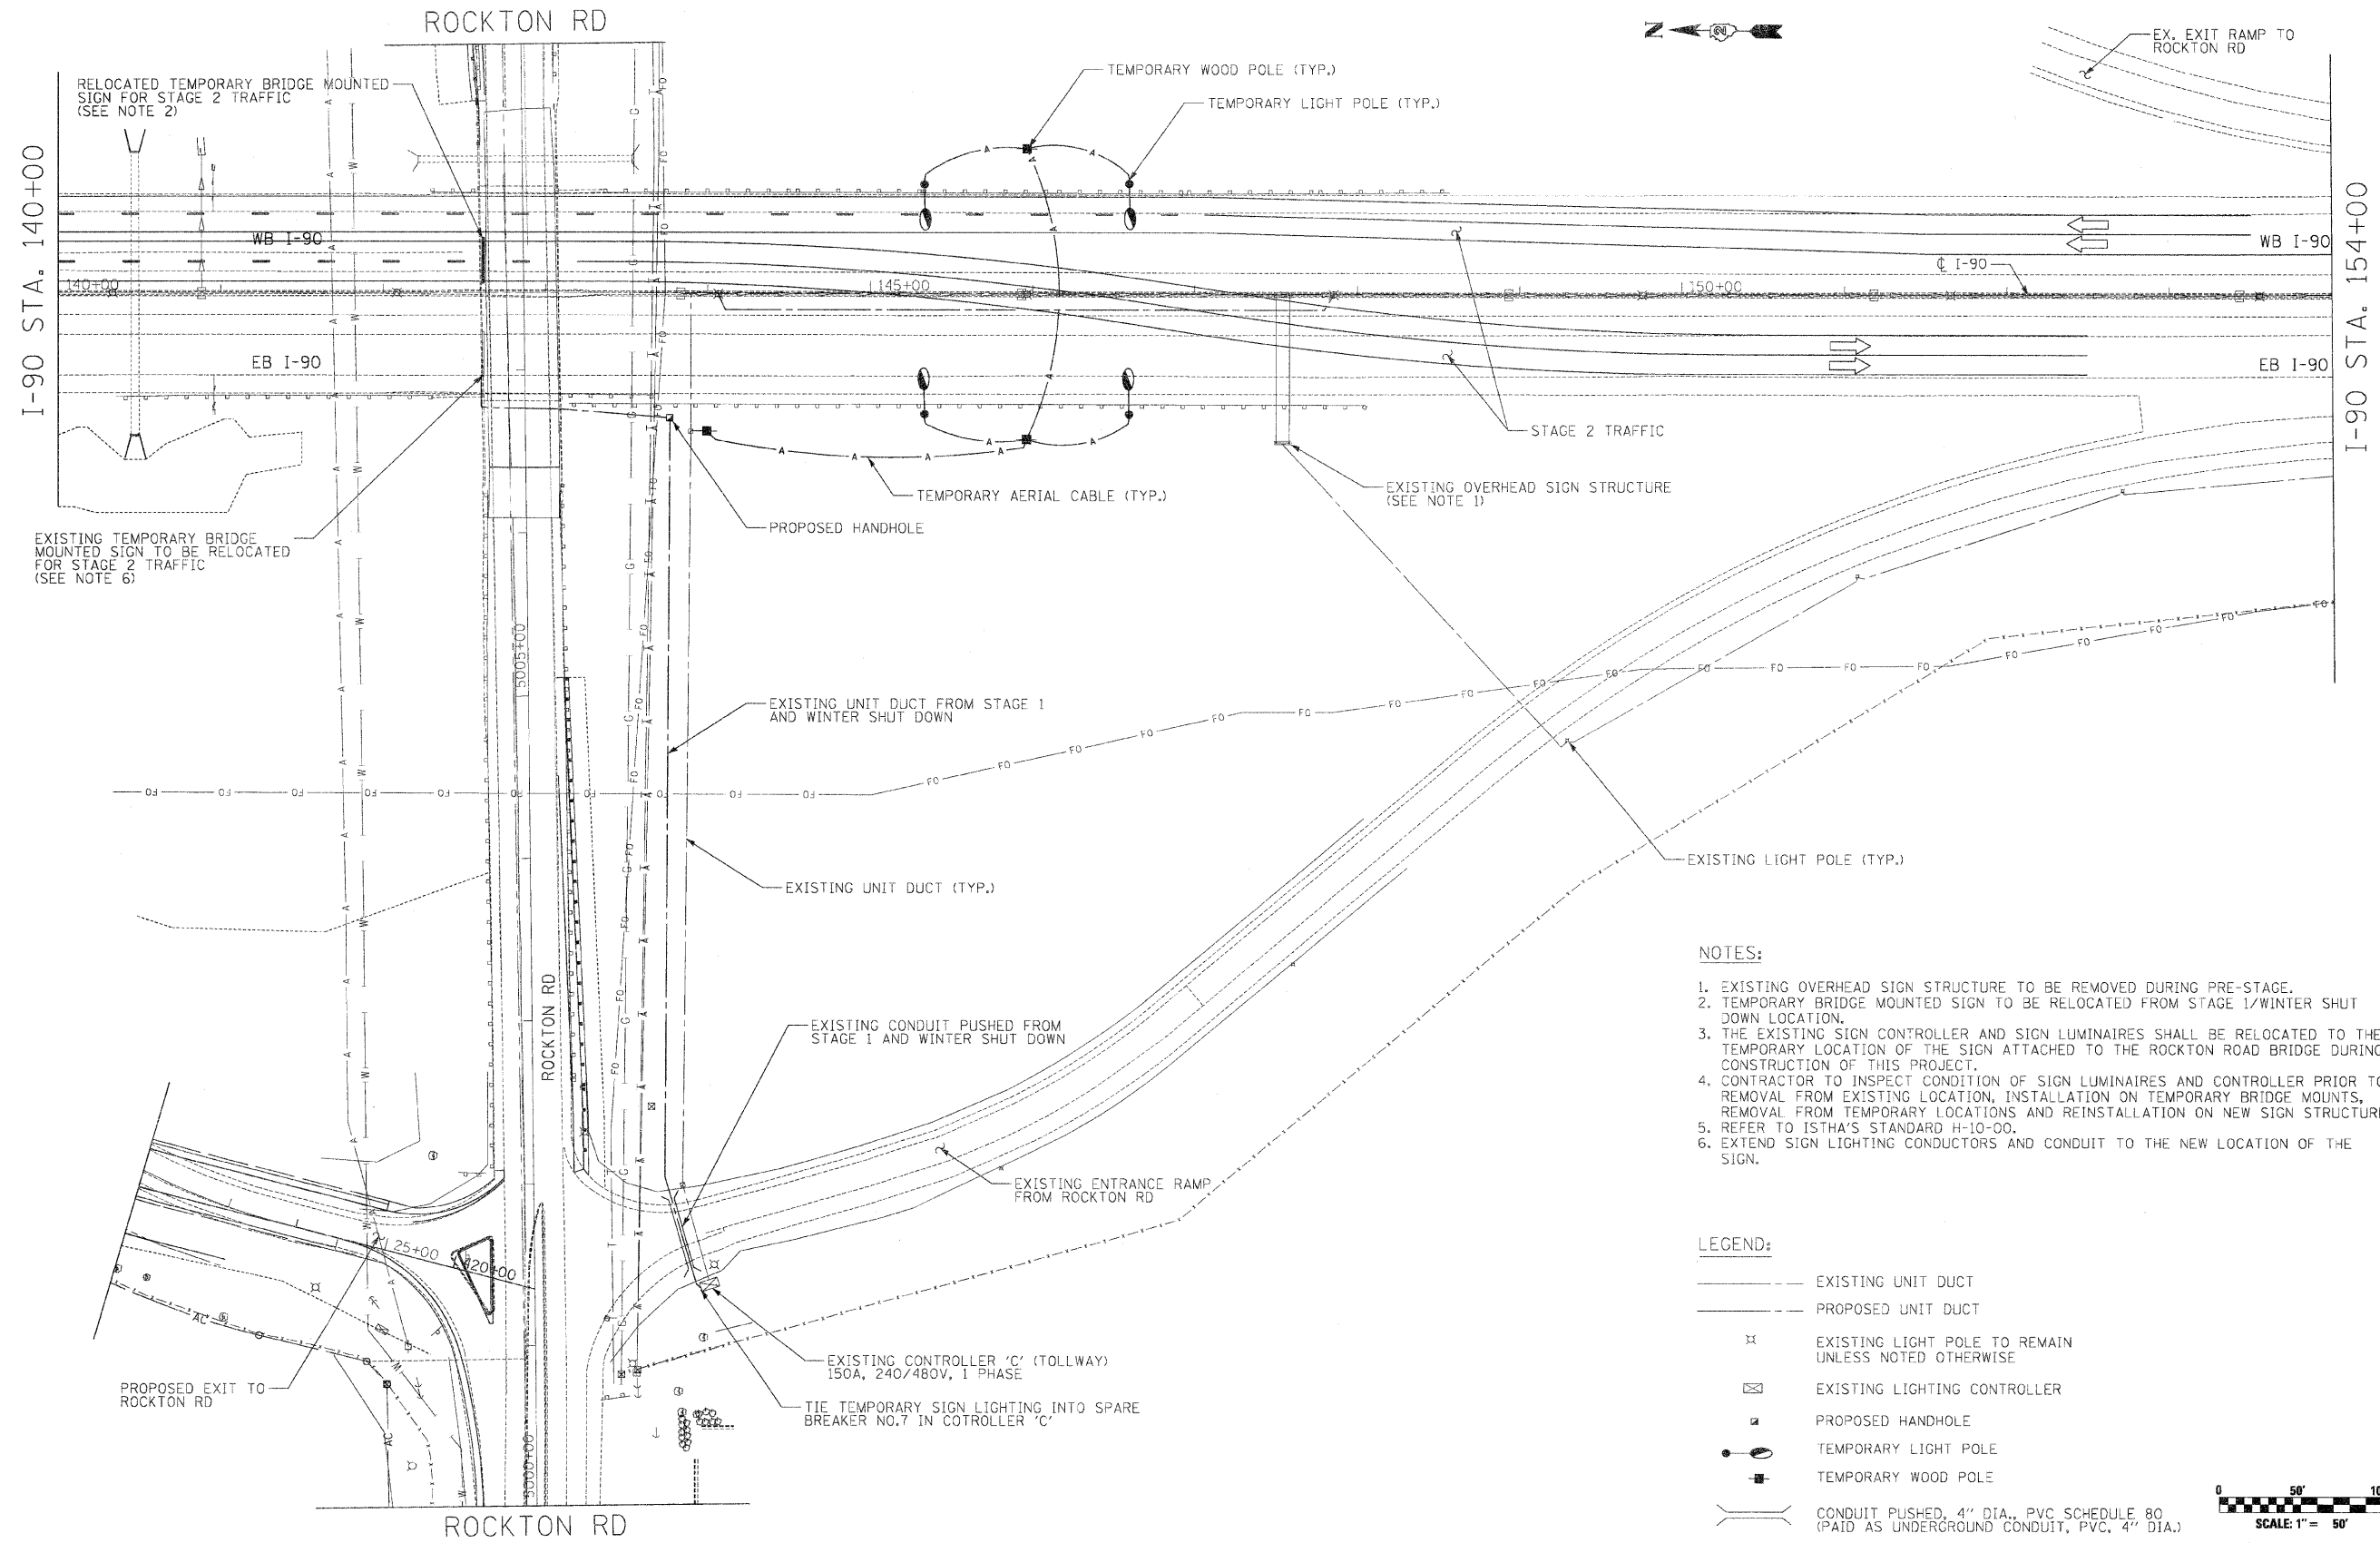 ROCKTON RD
N
2
EX. EXIT RAMP TO
ROCKTON RD
RELOCATED TEMPORARY BRIDGE MOUNTED
SIGN FOR STAGE 2 TRAFFIC
(SEE NOTE 2)
TEMPORARY WOOD POLE (TYP.)
TEMPORARY LIGHT POLE (TYP.)
I-90 STA. 140+00
I-90 STA. 154+00
WB I-90
WB I-90
℄ I-90
140+00
145+00
150+00
EB I-90
EB I-90
STAGE 2 TRAFFIC
EXISTING OVERHEAD SIGN STRUCTURE
(SEE NOTE 1)
TEMPORARY AERIAL CABLE (TYP.)
PROPOSED HANDHOLE
EXISTING TEMPORARY BRIDGE
MOUNTED SIGN TO BE RELOCATED
FOR STAGE 2 TRAFFIC
(SEE NOTE 6)
5005+00
EXISTING UNIT DUCT FROM STAGE 1
AND WINTER SHUT DOWN
EXISTING LIGHT POLE (TYP.)
EXISTING UNIT DUCT (TYP.)
ROCKTON RD
EXISTING CONDUIT PUSHED FROM
STAGE 1 AND WINTER SHUT DOWN
EXISTING ENTRANCE RAMP
FROM ROCKTON RD
25+00
120+00
EXISTING CONTROLLER 'C' (TOLLWAY)
150A, 240/480V, 1 PHASE
PROPOSED EXIT TO
ROCKTON RD
TIE TEMPORARY SIGN LIGHTING INTO SPARE
BREAKER NO.7 IN COTROLLER 'C'
AC
AC
5000+00
ROCKTON RD
NOTES:
1. EXISTING OVERHEAD SIGN STRUCTURE TO BE REMOVED DURING PRE-STAGE.
2. TEMPORARY BRIDGE MOUNTED SIGN TO BE RELOCATED FROM STAGE 1/WINTER SHUT
DOWN LOCATION.
3. THE EXISTING SIGN CONTROLLER AND SIGN LUMINAIRES SHALL BE RELOCATED TO THE
TEMPORARY LOCATION OF THE SIGN ATTACHED TO THE ROCKTON ROAD BRIDGE DURING
CONSTRUCTION OF THIS PROJECT.
4. CONTRACTOR TO INSPECT CONDITION OF SIGN LUMINAIRES AND CONTROLLER PRIOR TO
REMOVAL FROM EXISTING LOCATION, INSTALLATION ON TEMPORARY BRIDGE MOUNTS,
REMOVAL FROM TEMPORARY LOCATIONS AND REINSTALLATION ON NEW SIGN STRUCTUR
5. REFER TO ISTHA'S STANDARD H-10-00.
6. EXTEND SIGN LIGHTING CONDUCTORS AND CONDUIT TO THE NEW LOCATION OF THE
SIGN.
LEGEND:
EXISTING UNIT DUCT
PROPOSED UNIT DUCT
EXISTING LIGHT POLE TO REMAIN
UNLESS NOTED OTHERWISE
EXISTING LIGHTING CONTROLLER
PROPOSED HANDHOLE
TEMPORARY LIGHT POLE
TEMPORARY WOOD POLE
CONDUIT PUSHED, 4" DIA., PVC SCHEDULE 80
(PAID AS UNDERGROUND CONDUIT, PVC, 4" DIA.)
0 50' 10
SCALE: 1" = 50'